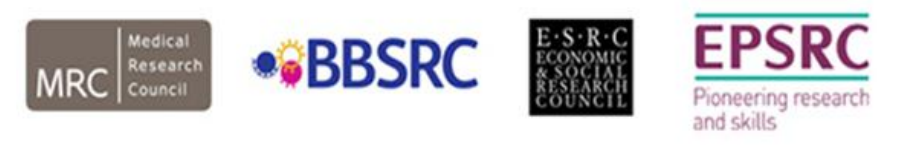 MRC
Medical
Research
Council
BBSRC
E·S·R·C
ECONOMIC
& SOCIAL
RESEARCH
COUNCIL
EPSRC
Pioneering research
and skills